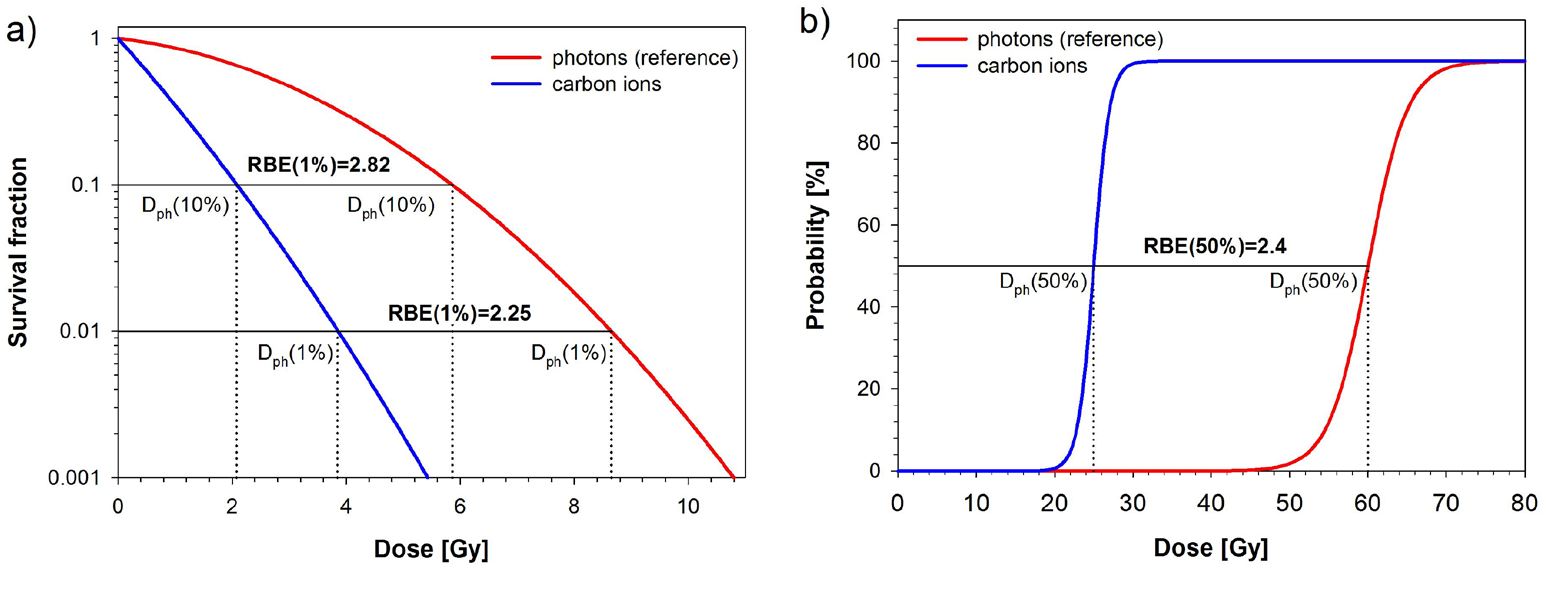 a)
photons (reference)
carbon ions
Survival fraction
1
0.1
0.01
0.001
RBE(1%)=2.82
Dph(10%)
Dph(10%)
RBE(1%)=2.25
Dph(1%)
Dph(1%)
0 2 4 6 8 10
Dose [Gy]
b)
photons (reference)
carbon ions
Probability [%]
100
80
60
40
20
0
RBE(50%)=2.4
Dph(50%)
Dph(50%)
0 10 20 30 40 50 60 70 80
Dose [Gy]